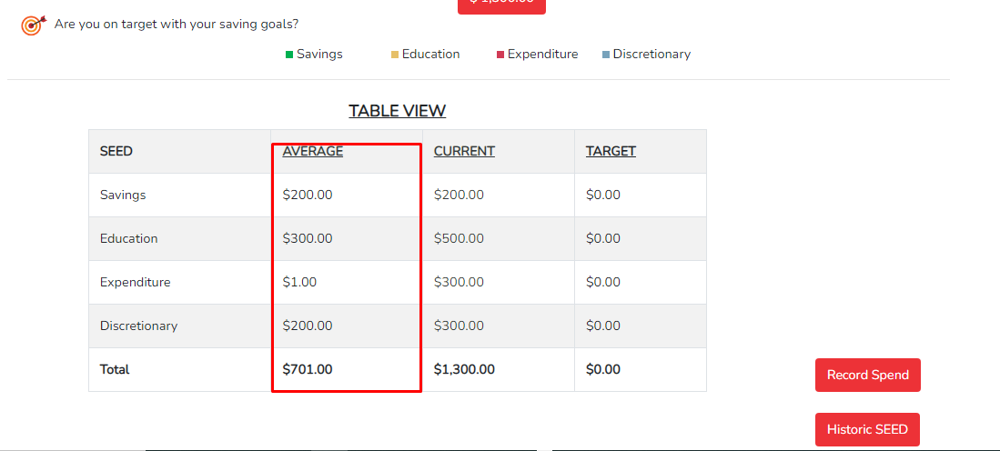 Are you on target with your saving goals?
Savings Education Expenditure Discretionary
TABLE VIEW
SEED AVERAGE CURRENT TARGET
Savings $200.00 $200.00 $0.00
Education $300.00 $500.00 $0.00
Expenditure $1.00 $300.00 $0.00
Discretionary $200.00 $300.00 $0.00
Total $701.00 $1,300.00 $0.00
Record Spend
Historic SEED